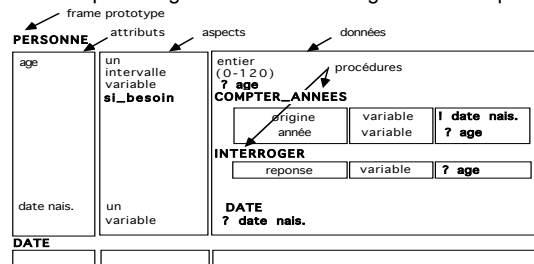 frame prototype
PERSONNE attributs aspects données
age un entier
intervalle (0-120) procédures
variable ? age
si_besoin COMPTER_ANNEES
origine variable ! date nais.
année variable ? age
INTERROGER
reponse variable ? age
date nais. un DATE
variable ? date nais.
DATE